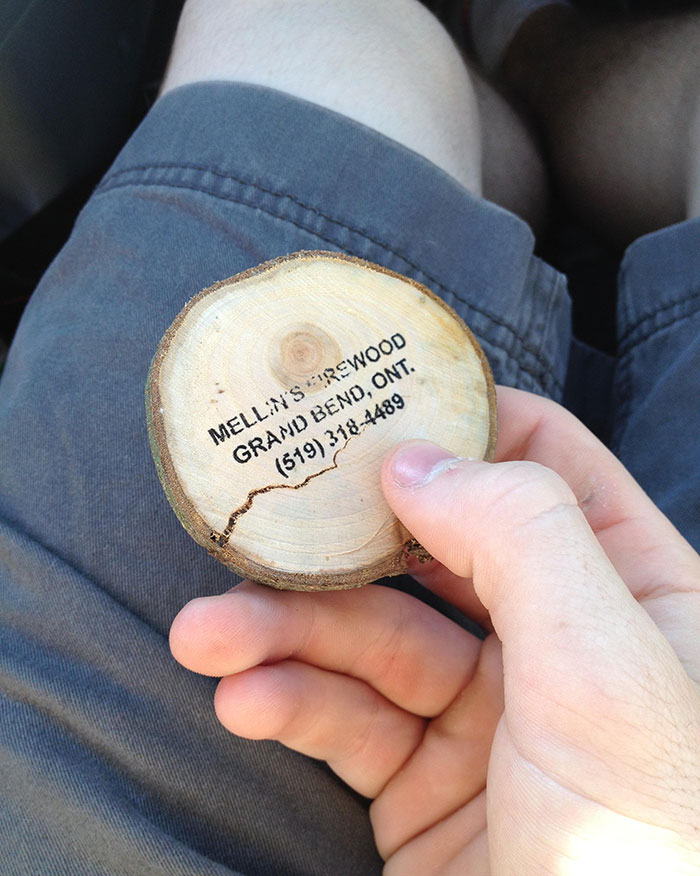 MELLIN'S FIREWOOD
GRAND BEND, ONT.
(519) 318-4489